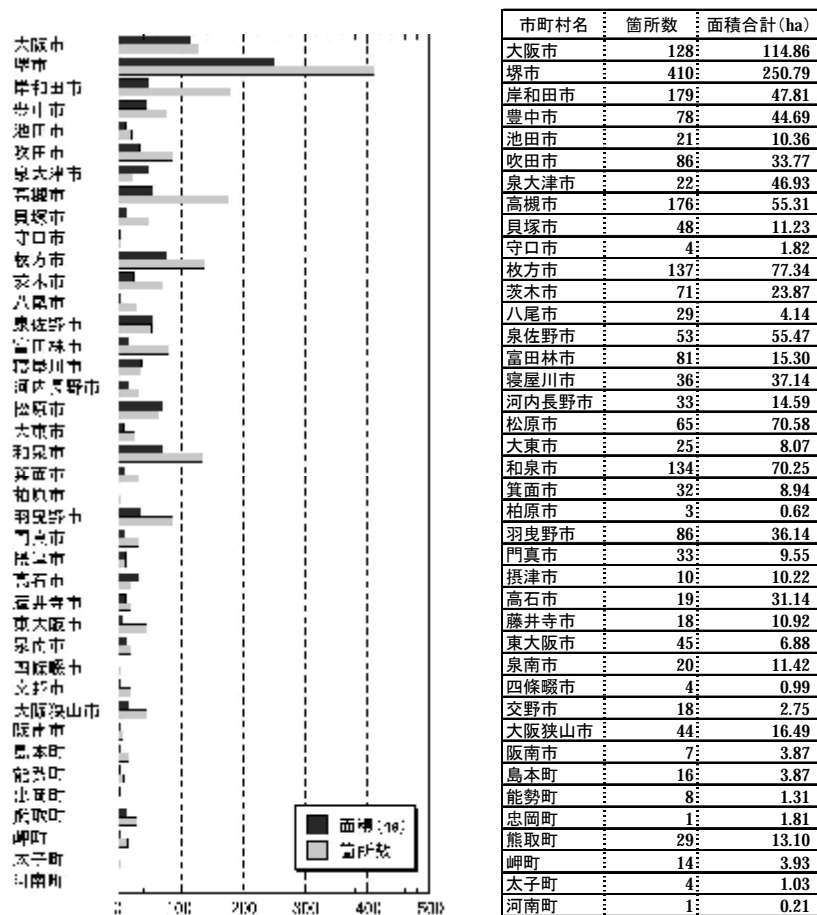 大阪市
堺市
岸和田市
豊中市
池田市
吹田市
泉大津市
高槻市
貝塚市
守口市
枚方市
茨木市
八尾市
泉佐野市
富田林市
寝屋川市
河内長野市
松原市
大東市
和泉市
箕面市
柏原市
羽曳野市
門真市
摂津市
高石市
藤井寺市
東大阪市
泉南市
四條畷市
交野市
大阪狭山市
阪南市
島本町
能勢町
忠岡町
熊取町
岬町
太子町
河南町
面積(ha)
箇所数
0 100 200 300 400 500
市町村名 箇所数 面積合計(ha)
大阪市 128 114.86
堺市 410 250.79
岸和田市 179 47.81
豊中市 78 44.69
池田市 21 10.36
吹田市 86 33.77
泉大津市 22 46.93
高槻市 176 55.31
貝塚市 48 11.23
守口市 4 1.82
枚方市 137 77.34
茨木市 71 23.87
八尾市 29 4.14
泉佐野市 53 55.47
富田林市 81 15.30
寝屋川市 36 37.14
河内長野市 33 14.59
松原市 65 70.58
大東市 25 8.07
和泉市 134 70.25
箕面市 32 8.94
柏原市 3 0.62
羽曳野市 86 36.14
門真市 33 9.55
摂津市 10 10.22
高石市 19 31.14
藤井寺市 18 10.92
東大阪市 45 6.88
泉南市 20 11.42
四條畷市 4 0.99
交野市 18 2.75
大阪狭山市 44 16.49
阪南市 7 3.87
島本町 16 3.87
能勢町 8 1.31
忠岡町 1 1.81
熊取町 29 13.10
岬町 14 3.93
太子町 4 1.03
河南町 1 0.21